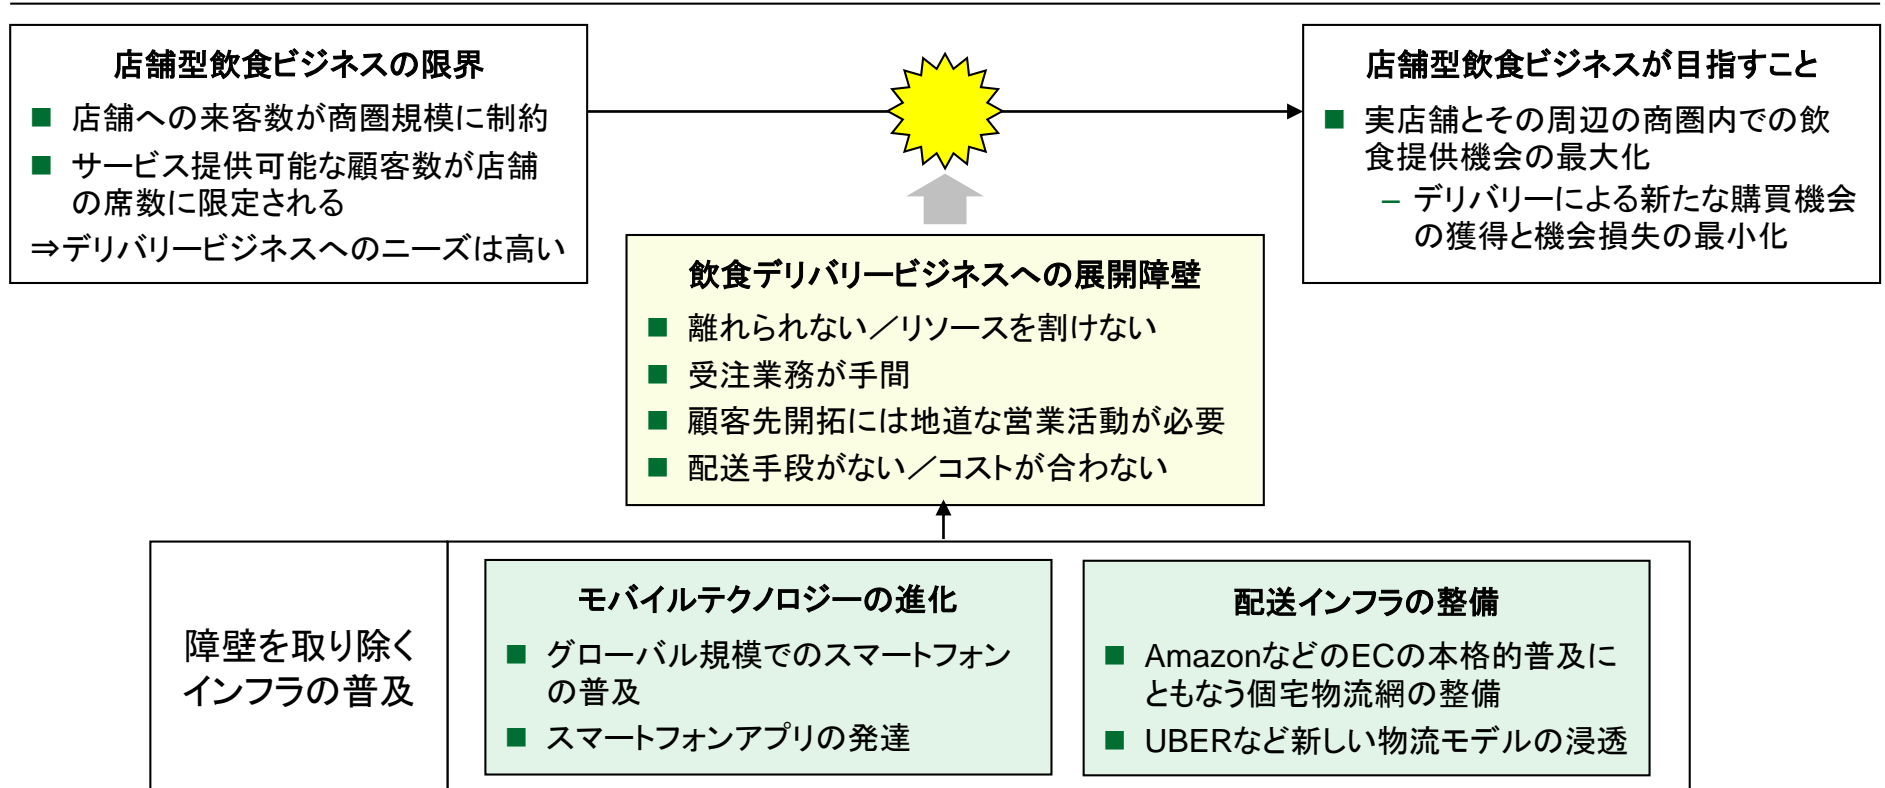 店舗型飲食ビジネスの限界
■ 店舗への来客数が商圏規模に制約
■ サービス提供可能な顧客数が店舗
の席数に限定される
⇒デリバリービジネスへのニーズは高い
店舗型飲食ビジネスが目指すこと
■ 実店舗とその周辺の商圏内での飲
食提供機会の最大化
– デリバリーによる新たな購買機会
の獲得と機会損失の最小化
飲食デリバリービジネスへの展開障壁
■ 離れられない／リソースを割けない
■ 受注業務が手間
■ 顧客先開拓には地道な営業活動が必要
■ 配送手段がない／コストが合わない
障壁を取り除く
インフラの普及
モバイルテクノロジーの進化
■ グローバル規模でのスマートフォン
の普及
■ スマートフォンアプリの発達
配送インフラの整備
■ AmazonなどのECの本格的普及に
ともなう個宅物流網の整備
■ UBERなど新しい物流モデルの浸透